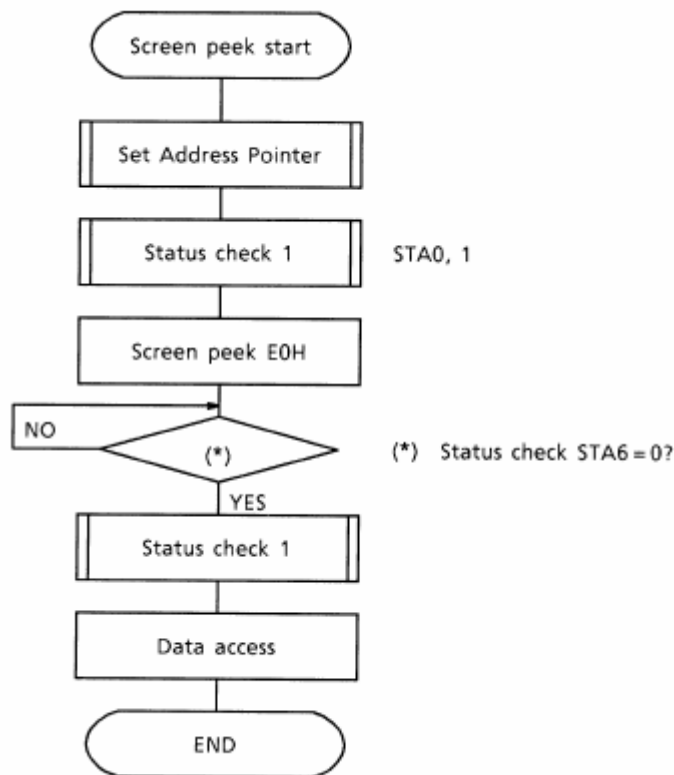 Screen peek start
Set Address Pointer
Status check 1
STA0, 1
Screen peek E0H
NO
(*)
(*) Status check STA6=0?
YES
Status check 1
Data access
END